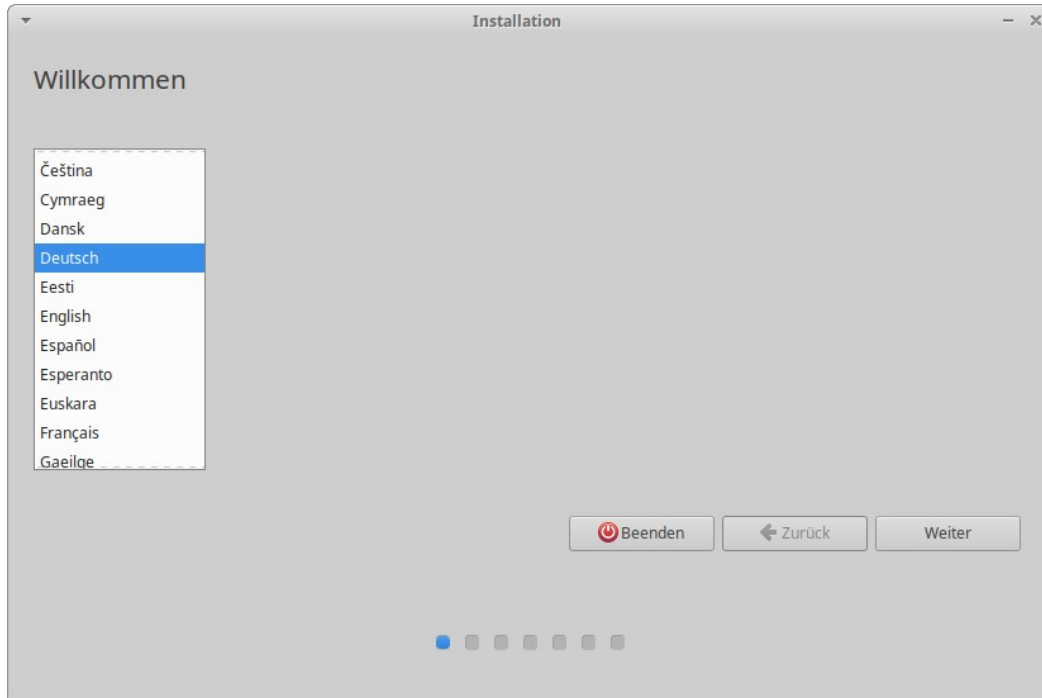 Installation
Willkommen
Čeština
Cymraeg
Dansk
Deutsch
Eesti
English
Español
Esperanto
Euskara
Français
Gaeilge
Beenden Zurück Weiter